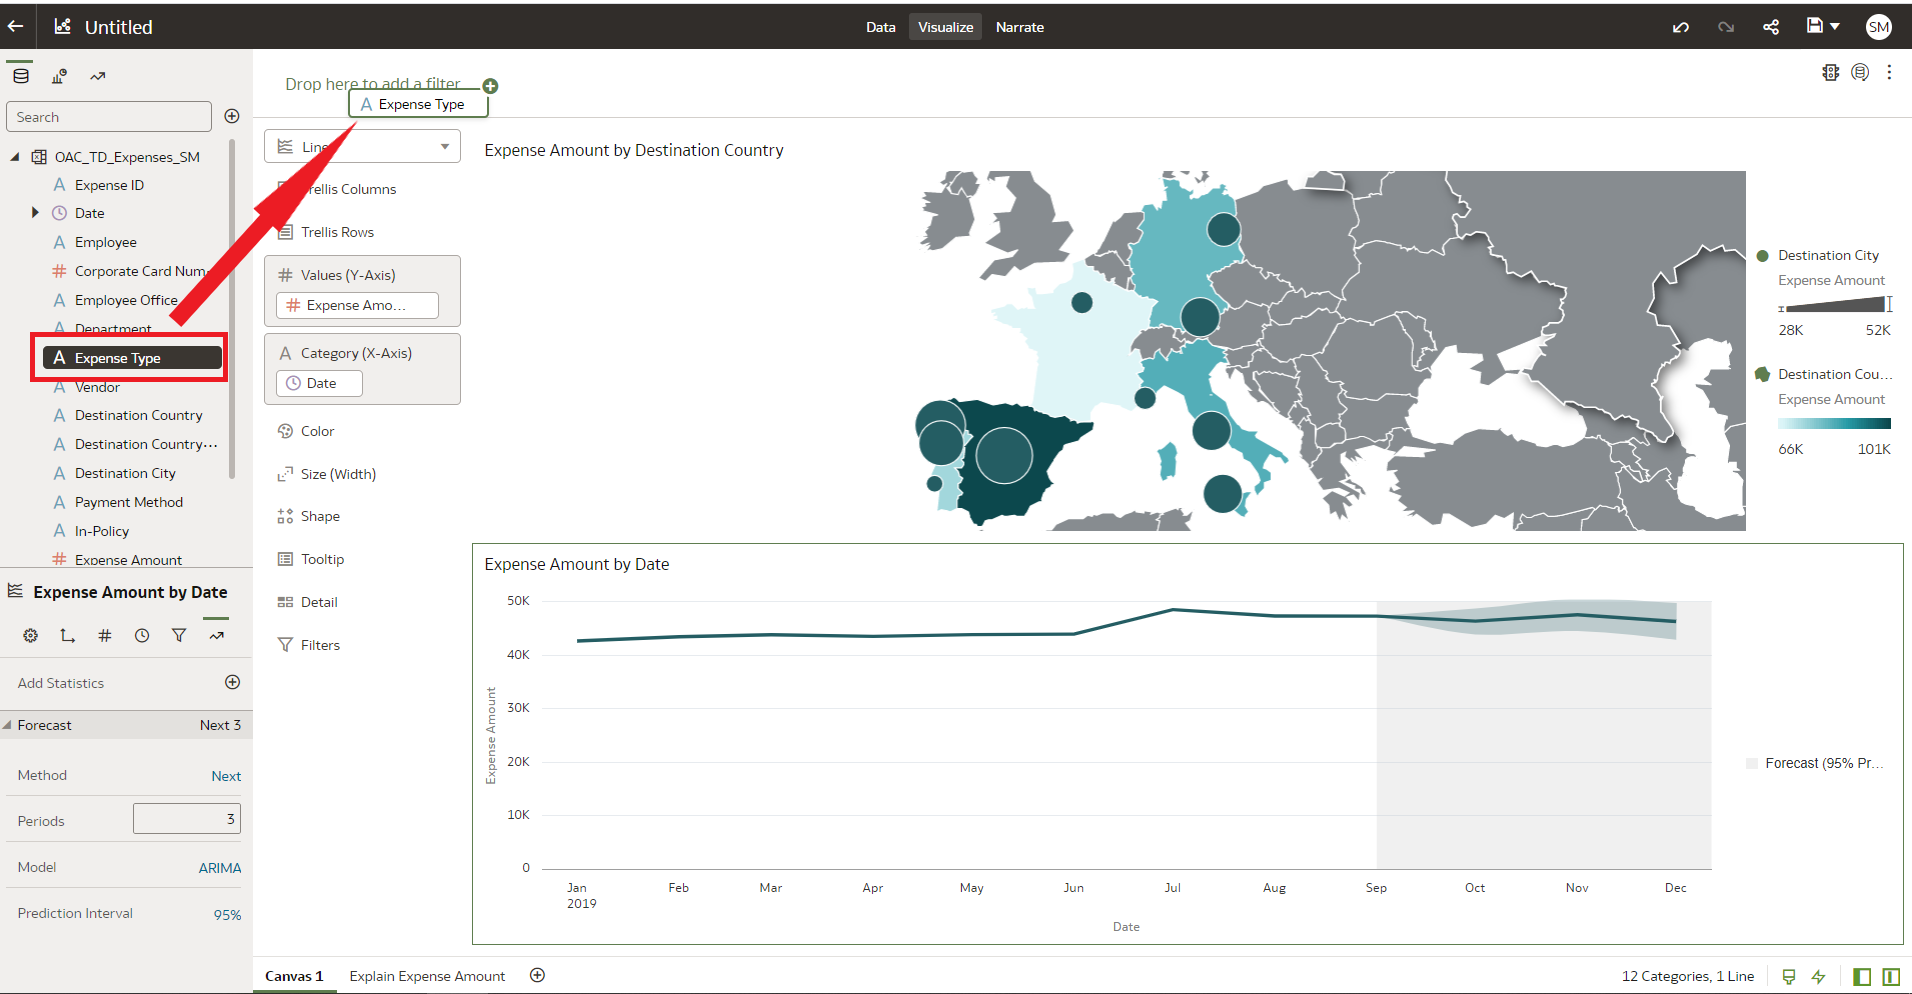 Untitled
Data
Visualize
Narrate
SM
Drop here to add a filter
A Expense Type
Search
OAC_TD_Expenses_SM
A Expense ID
Date
A Employee
# Corporate Card Num
A Employee Office
A Department
A Expense Type
A Vendor
A Destination Country
A Destination Country...
A Destination City
A Payment Method
A In-Policy
# Expense Amount
Expense Amount by Date
#
Add Statistics
Forecast
Next 3
Method
Next
Periods
3
Model
ARIMA
Prediction Interval
95%
Line
Trellis Columns
Trellis Rows
# Values (Y-Axis)
# Expense Amo...
A Category (X-Axis)
Date
Color
Size (Width)
Shape
Tooltip
Detail
Filters
Expense Amount by Destination Country
Destination City
Expense Amount
28K
52K
Destination Cou...
Expense Amount
66K
101K
Expense Amount by Date
50K
40K
30K
20K
10K
0
Expense Amount
Jan
2019
Feb
Mar
Apr
May
Jun
Jul
Aug
Sep
Oct
Nov
Dec
Date
Forecast (95% Pr...
Canvas 1
Explain Expense Amount
12 Categories, 1 Line